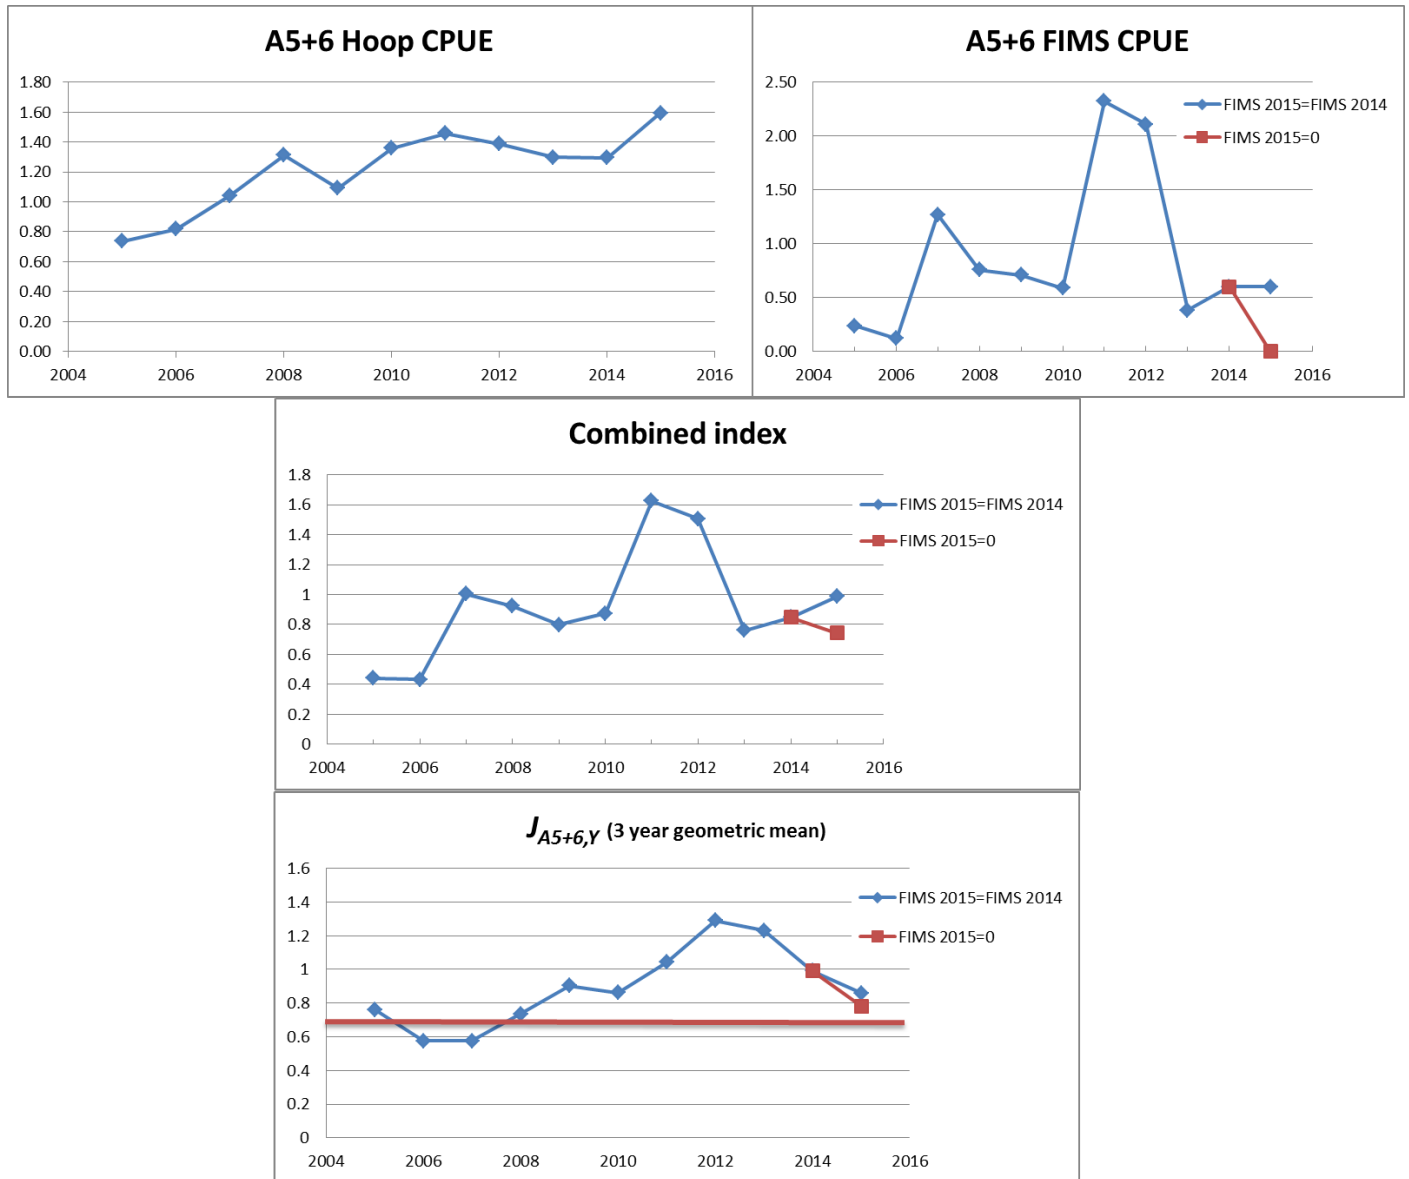 A5+6 Hoop CPUE
1.80
1.60
1.40
1.20
1.00
0.80
0.60
0.40
0.20
0.00
2004 2006 2008 2010 2012 2014 2016
A5+6 FIMS CPUE
2.50
2.00
1.50
1.00
0.50
0.00
2004 2006 2008 2010 2012 2014 2016
FIMS 2015=FIMS 2014
FIMS 2015=0
Combined index
1.8
1.6
1.4
1.2
1
0.8
0.6
0.4
0.2
0
2004 2006 2008 2010 2012 2014 2016
FIMS 2015=FIMS 2014
FIMS 2015=0
JA5+6,Y (3 year geometric mean)
1.6
1.4
1.2
1
0.8
0.6
0.4
0.2
0
2004 2006 2008 2010 2012 2014 2016
FIMS 2015=FIMS 2014
FIMS 2015=0